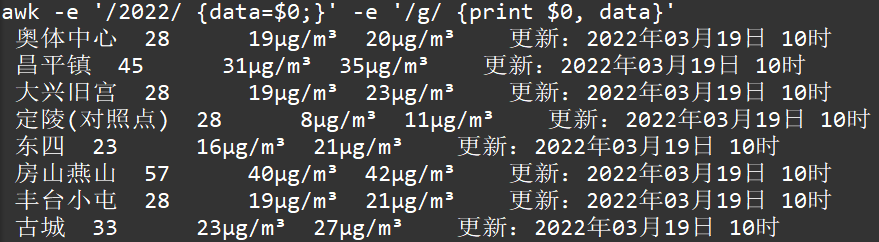 awk -e '/2022/ {data=$0;}' -e '/g/ {print $0, data}'
奥体中心 28 19μg/m³ 20μg/m³ 更新：2022年03月19日 10时
昌平镇 45 31μg/m³ 35μg/m³ 更新：2022年03月19日 10时
大兴旧宫 28 19μg/m³ 23μg/m³ 更新：2022年03月19日 10时
定陵(对照点) 28 8μg/m³ 11μg/m³ 更新：2022年03月19日 10时
东四 23 16μg/m³ 21μg/m³ 更新：2022年03月19日 10时
房山燕山 57 40μg/m³ 42μg/m³ 更新：2022年03月19日 10时
丰台小屯 28 19μg/m³ 21μg/m³ 更新：2022年03月19日 10时
古城 33 23μg/m³ 27μg/m³ 更新：2022年03月19日 10时